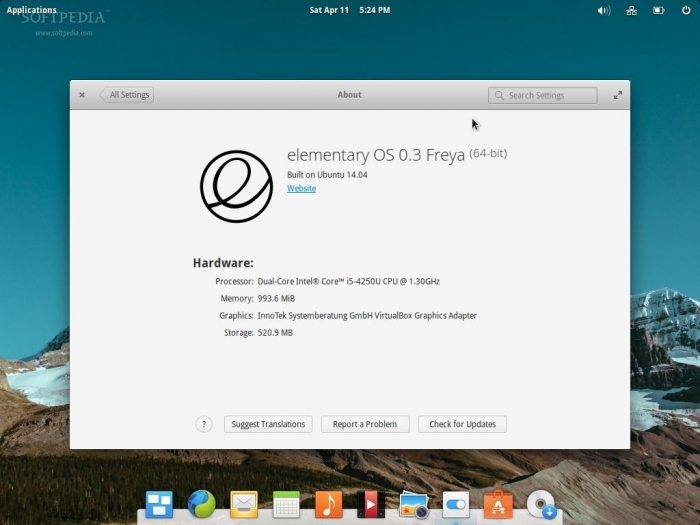 Applications
Sat Apr 11 5:24 PM
SOFTPEDIA
www.softpedia.com
All Settings
About
Search Settings
elementary OS 0.3 Freya (64-bit)
Built on Ubuntu 14.04
Website
Hardware:
Processor: Dual-Core Intel® Core™ i5-4250U CPU @ 1.30GHz
Memory: 993.6 MiB
Graphics: InnoTek Systemberatung GmbH VirtualBox Graphics Adapter
Storage: 520.9 MB
? Suggest Translations Report a Problem Check for Updates